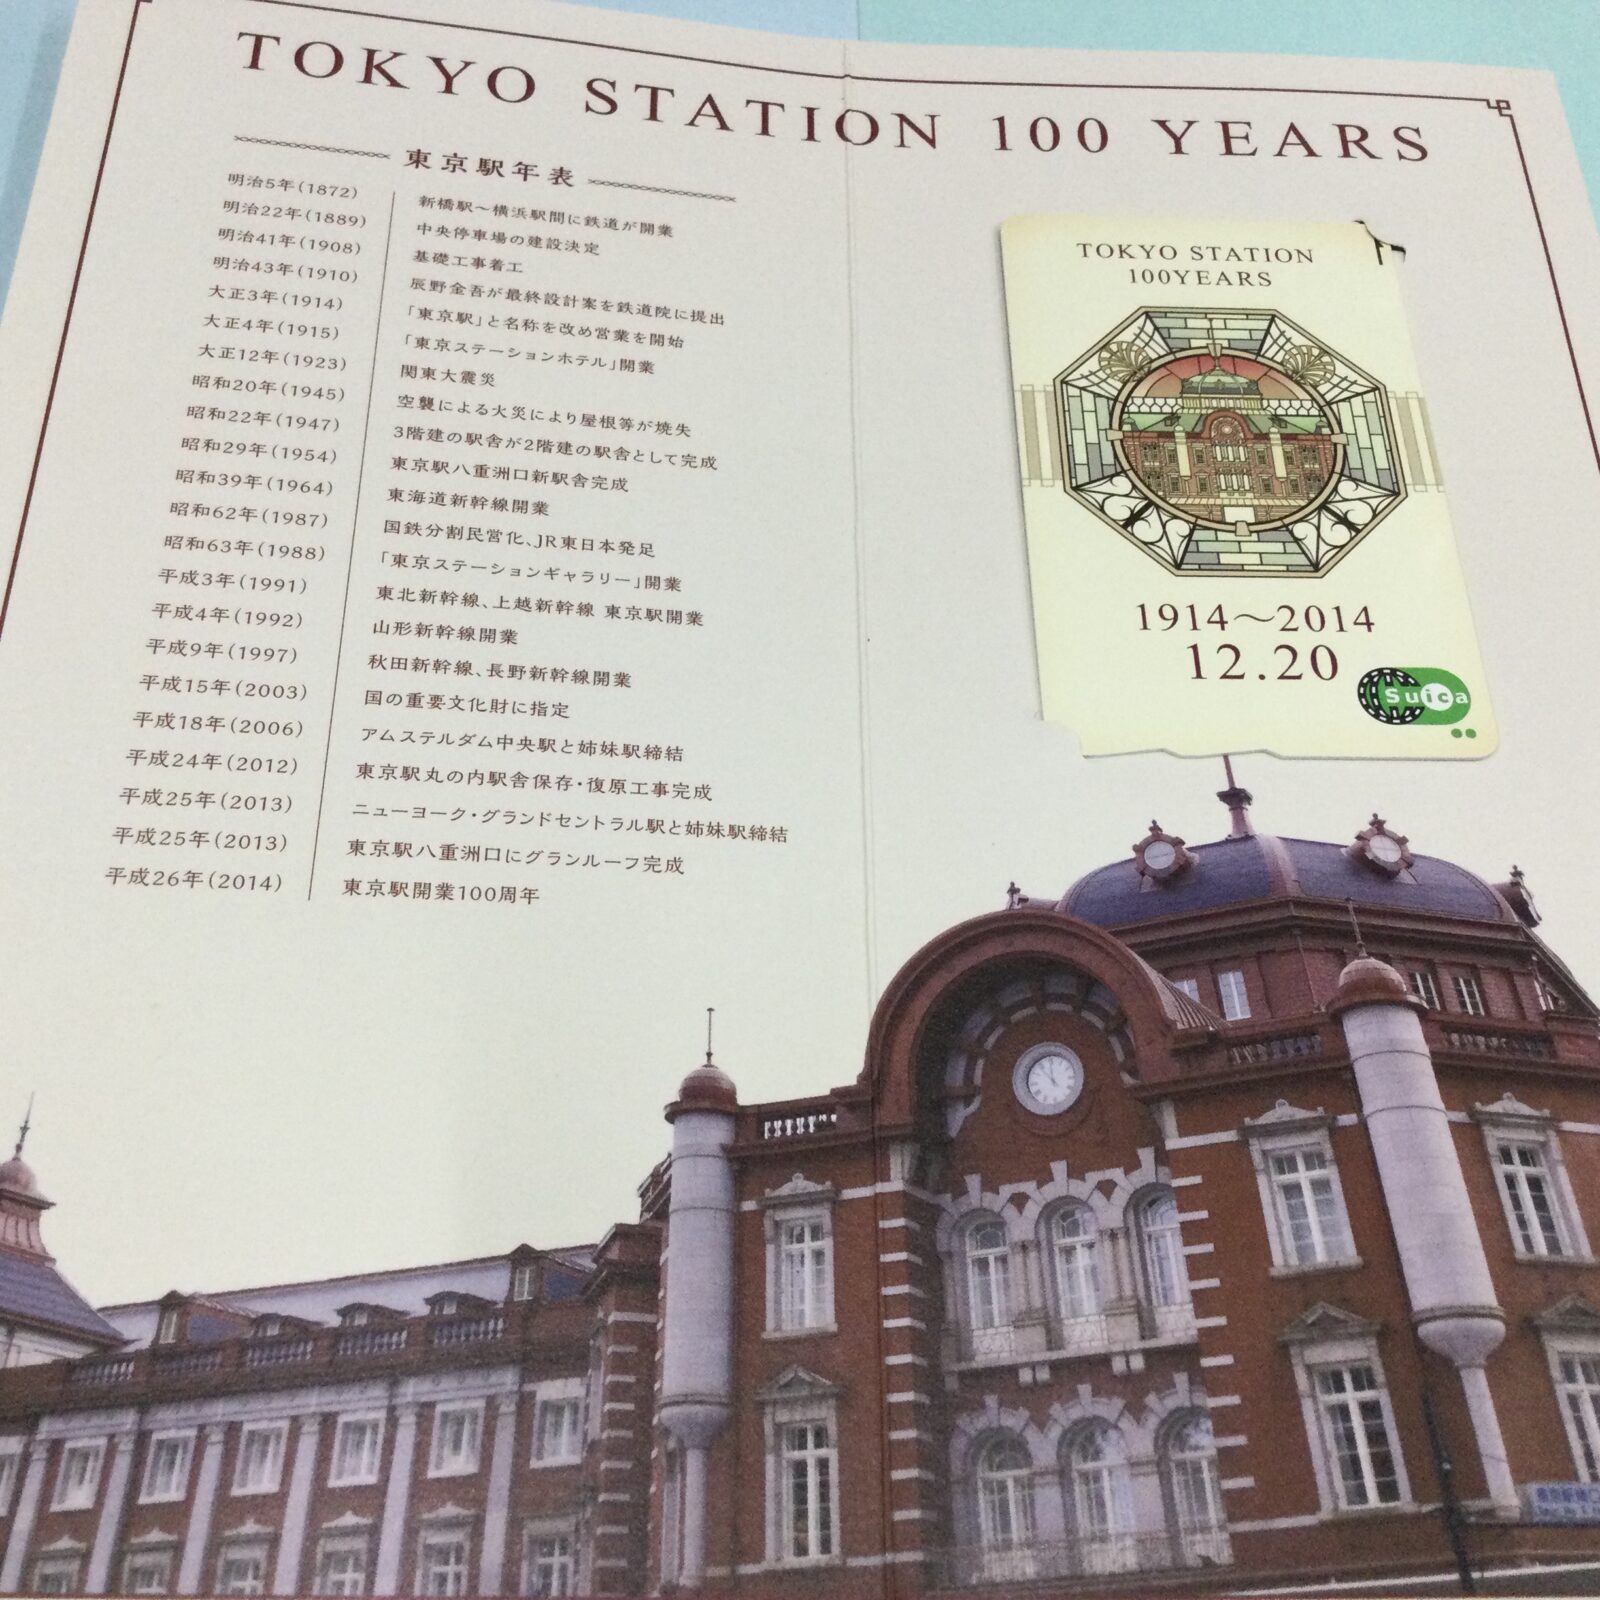 TOKYO STATION 100 YEARS
東京駅年表
明治5年(1872) 新橋駅～横浜駅間に鉄道が開業
明治22年(1889) 中央停車場の建設決定
明治41年(1908) 基礎工事着工
明治43年(1910) 辰野金吾が最終設計案を鉄道院に提出
大正3年(1914) 「東京駅」と名称を改め営業を開始
大正4年(1915) 「東京ステーションホテル」開業
大正12年(1923) 関東大震災
昭和20年(1945) 空襲による火災により屋根等が焼失
昭和22年(1947) 3階建の駅舎が2階建の駅舎として完成
昭和29年(1954) 東京駅八重洲口新駅舎完成
昭和39年(1964) 東海道新幹線開業
昭和62年(1987) 国鉄分割民営化、JR東日本発足
昭和63年(1988) 「東京ステーションギャラリー」開業
平成3年(1991) 東北新幹線、上越新幹線 東京駅開業
平成4年(1992) 山形新幹線開業
平成9年(1997) 秋田新幹線、長野新幹線開業
平成15年(2003) 国の重要文化財に指定
平成18年(2006) アムステルダム中央駅と姉妹駅締結
平成24年(2012) 東京駅丸の内駅舎保存・復原工事完成
平成25年(2013) ニューヨーク・グランドセントラル駅と姉妹駅締結
平成25年(2013) 東京駅八重洲口にグランルーフ完成
平成26年(2014) 東京駅開業100周年
TOKYO STATION
100YEARS
1914～2014
12.20
Suica